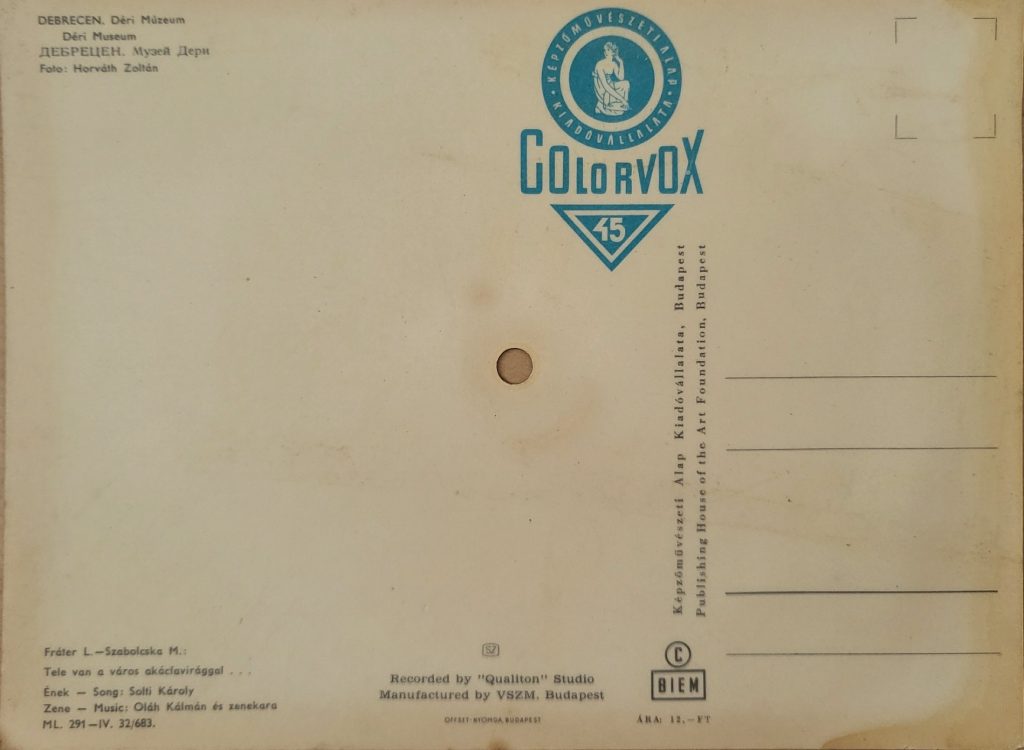 DEBRECEN. Déri Múzeum
Déri Museum
ДЕБРЕЦЕН. Музей Дери
Foto: Horváth Zoltán
• KÉPZŐMŰVÉSZETI ALAP • KIADÓVÁLLALATA
COLORVOX
45
Képzőművészeti Alap Kiadóvállalata, Budapest
Publishing House of the Art Foundation, Budapest
Fráter L.—Szabolcska M.:
Tele van a város akácfavirággal . . .
Ének — Song: Solti Károly
Zene — Music: Oláh Kálmán és zenekara
ML. 291—IV. 32/683.
SZ
Recorded by "Qualiton" Studio
Manufactured by VSZM. Budapest
OFFSET-NYOMDA, BUDAPEST
C
BIEM
ÁRA: 12,—FT